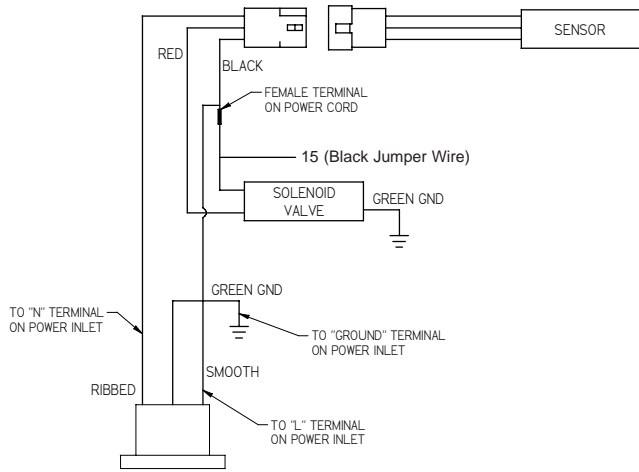 SENSOR
RED
BLACK
FEMALE TERMINAL
ON POWER CORD
15 (Black Jumper Wire)
SOLENOID
VALVE
GREEN GND
GREEN GND
TO "N" TERMINAL
ON POWER INLET
TO "GROUND" TERMINAL
ON POWER INLET
SMOOTH
RIBBED
TO "L" TERMINAL
ON POWER INLET